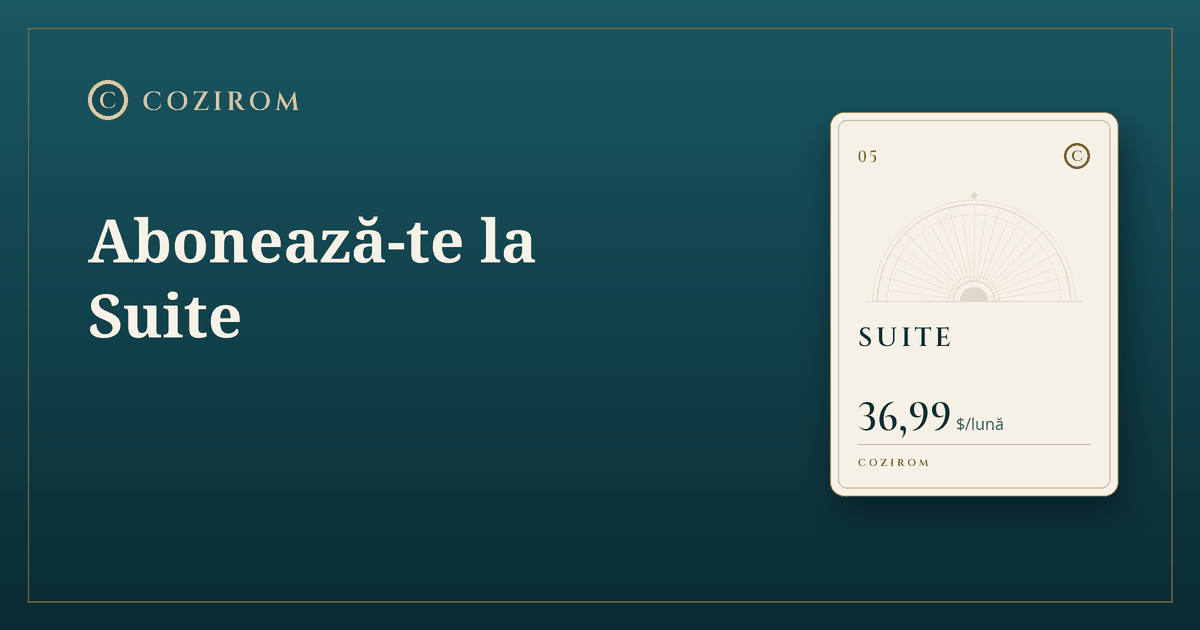 C COZIROM
Abonează-te la
Suite
05 C
SUITE
36,99 $/lună
COZIROM